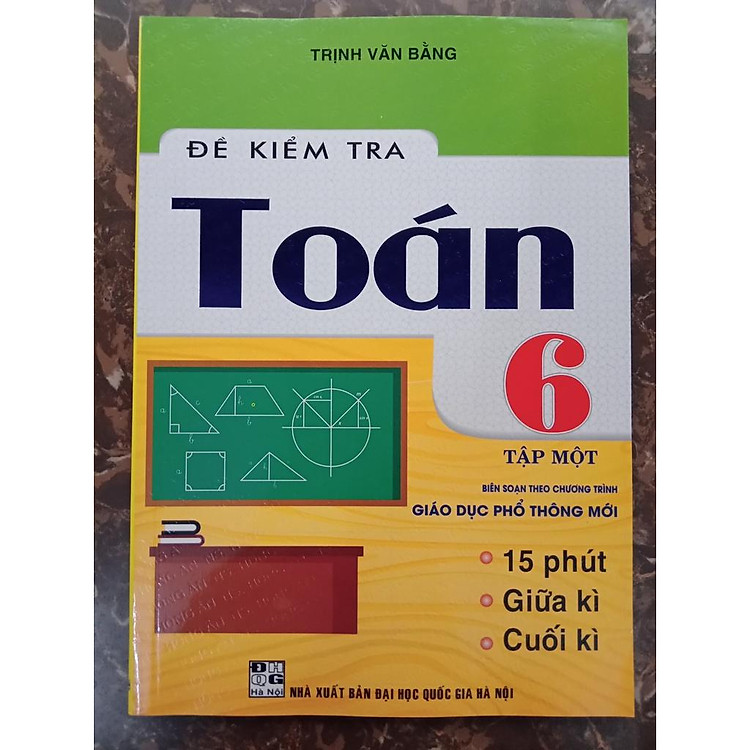 TRỊNH VĂN BẰNG
ĐỀ KIỂM TRA
Toán
6
TẬP MỘT
BIÊN SOẠN THEO CHƯƠNG TRÌNH
GIÁO DỤC PHỔ THÔNG MỚI
15 phút
Giữa kì
Cuối kì
ĐHQG
Hà Nội
NHÀ XUẤT BẢN ĐẠI HỌC QUỐC GIA HÀ NỘI